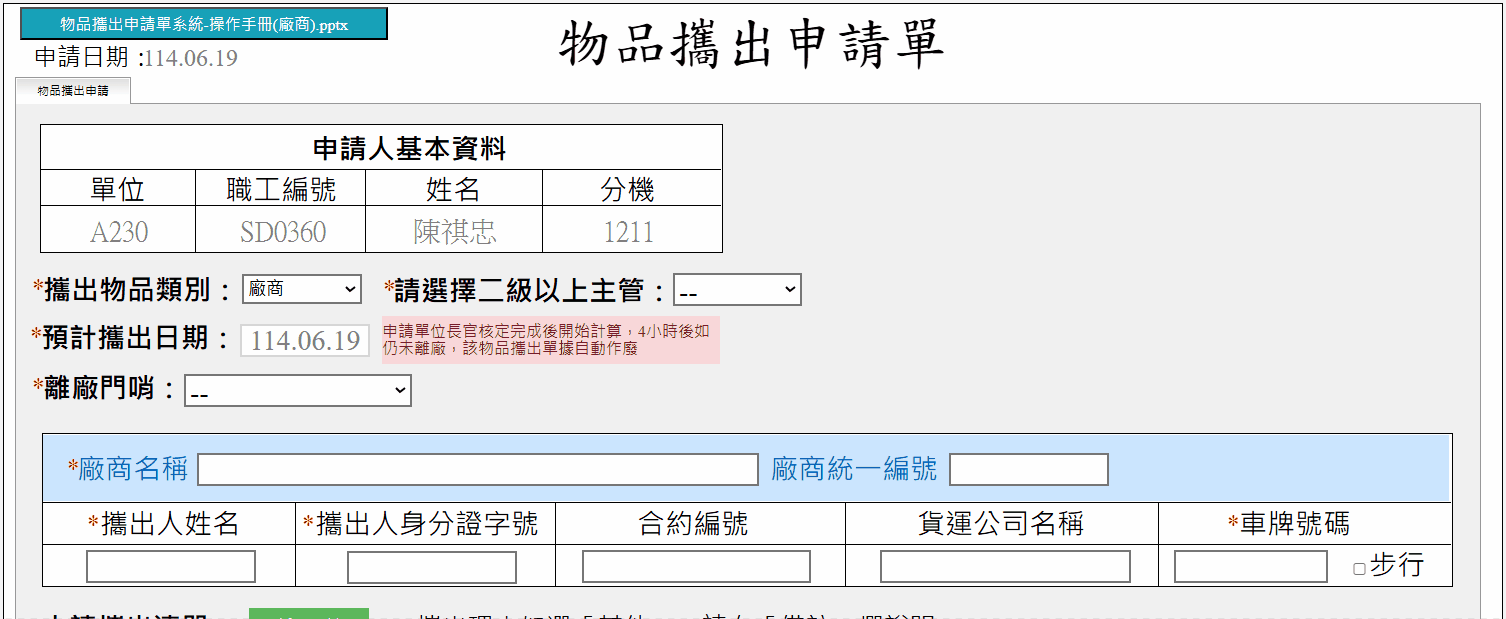 物品攜出申請單系統-操作手冊(廠商).pptx
物品攜出申請單
申請日期 :114.06.19
物品攜出申請
申請人基本資料
單位 職工編號 姓名 分機
A230 SD0360 陳祺忠 1211
*攜出物品類別： 廠商 *請選擇二級以上主管： --
*預計攜出日期： 114.06.19 申請單位長官核定完成後開始計算，4小時後如
仍未離廠，該物品攜出單據自動作廢
*離廠門哨： --
*廠商名稱 廠商統一編號
*攜出人姓名 *攜出人身分證字號 合約編號 貨運公司名稱 *車牌號碼
步行